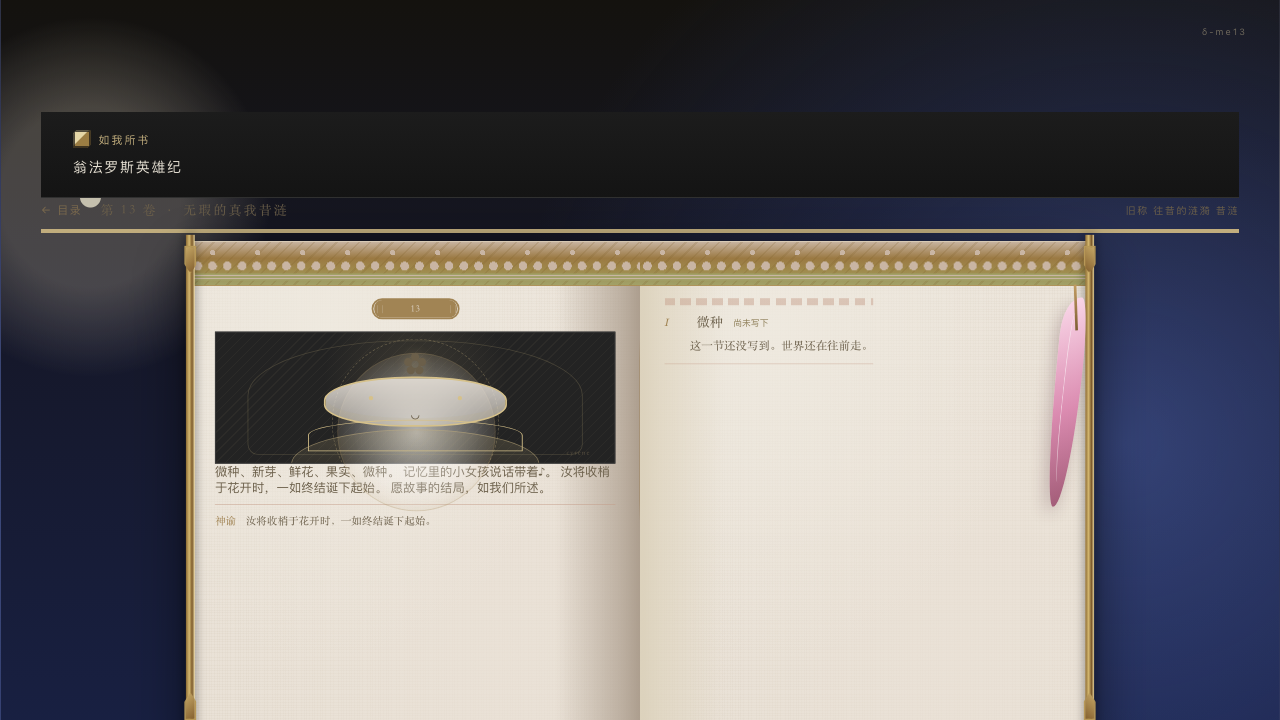 δ-me13
如我所书
翁法罗斯英雄纪
← 目录 第 13 卷 · 无瑕的真我昔涟
旧称 往昔的涟漪 昔涟
13
微种、新芽、鲜花、果实、微种。 记忆里的小女孩说话带着♪。 汝将收梢
于花开时，一如终结诞下起始。 愿故事的结局，如我们所述。
神谕 汝将收梢于花开时，一如终结诞下起始。
I 微种 尚未写下
这一节还没写到。世界还在往前走。